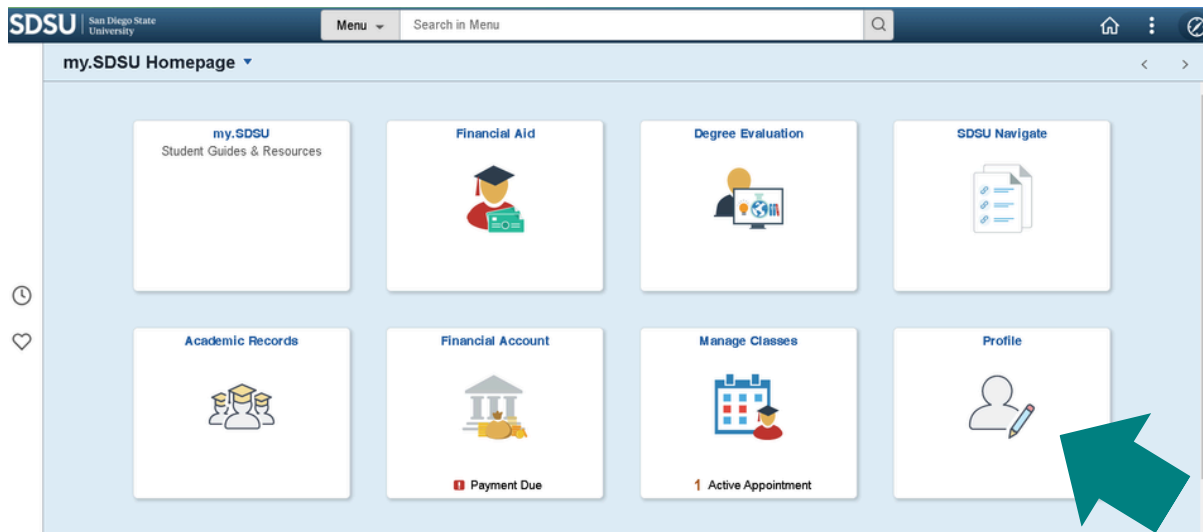 SDSU San Diego State
University
Menu
Search in Menu
my.SDSU Homepage
my.SDSU
Student Guides & Resources
Financial Aid
Degree Evaluation
SDSU Navigate
Academic Records
Financial Account
Payment Due
Manage Classes
1 Active Appointment
Profile